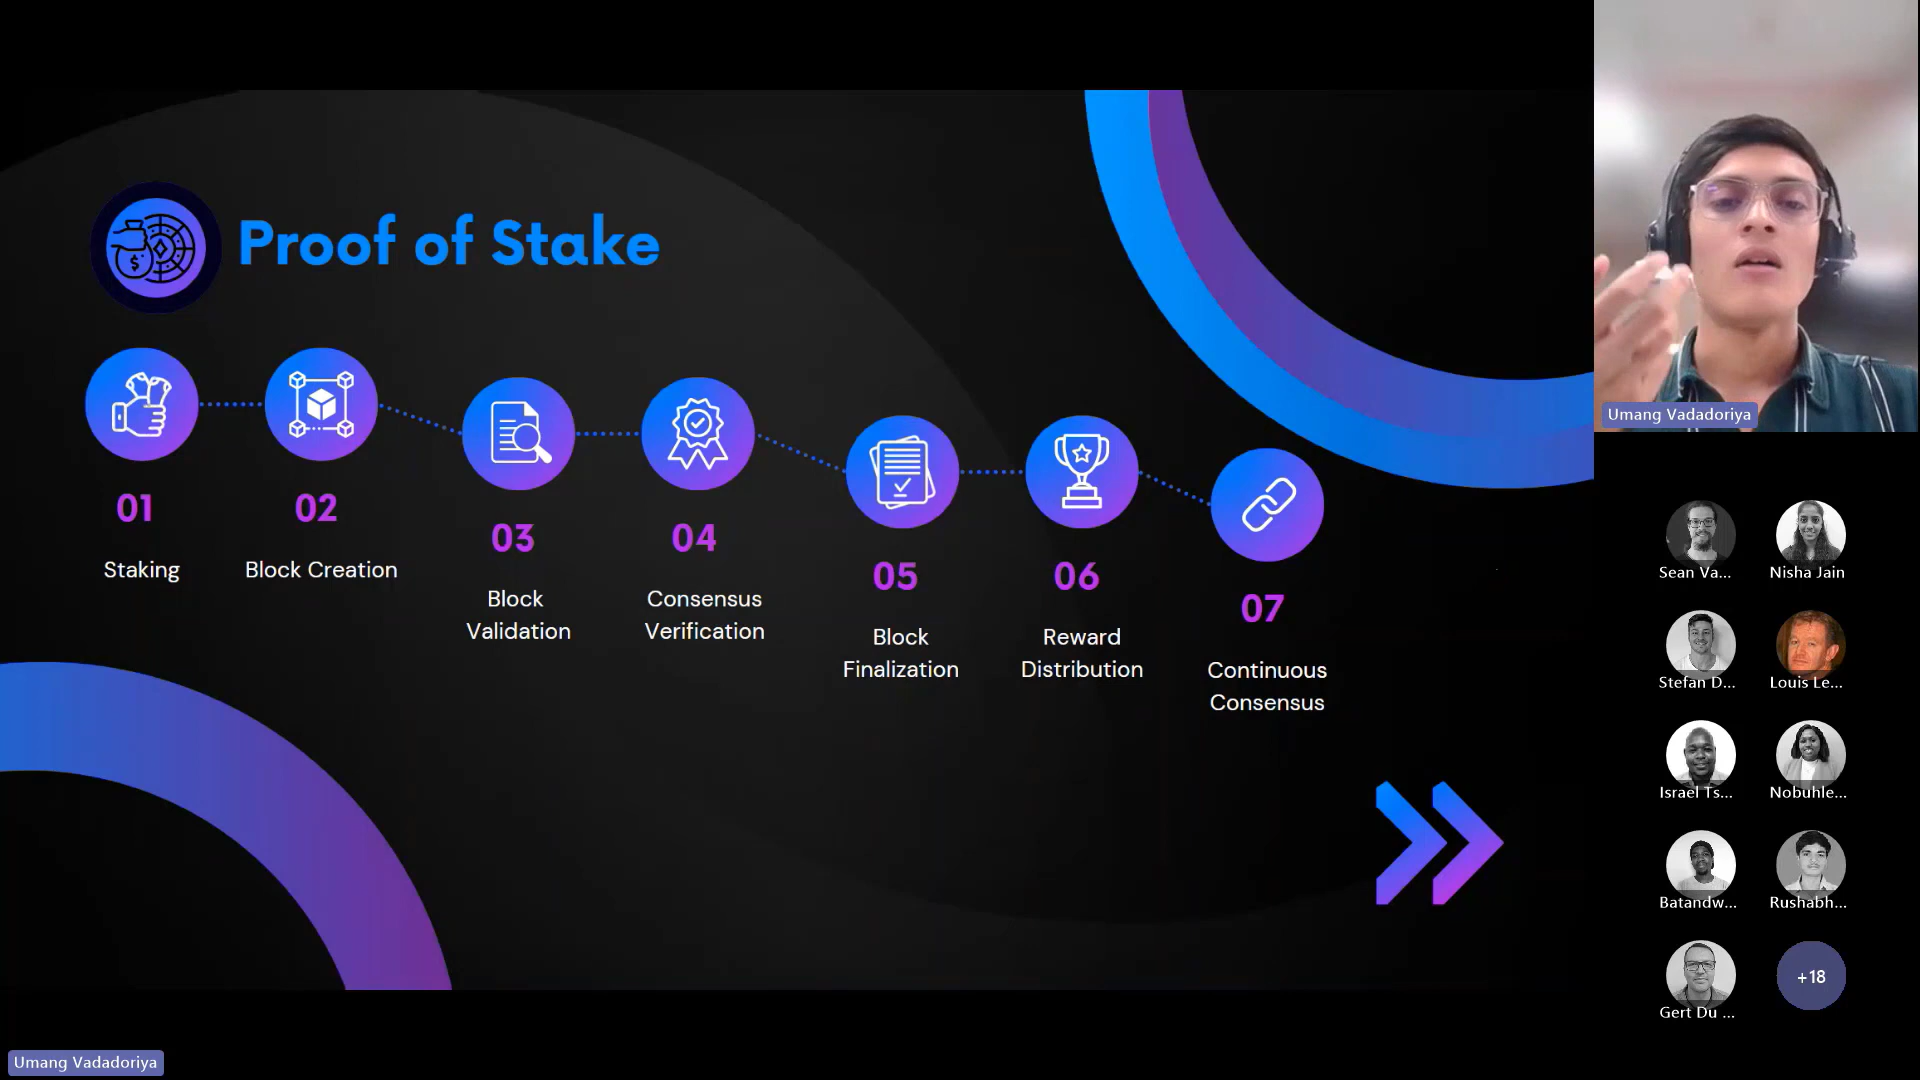 Proof of Stake
01
Staking
02
Block Creation
03
Block
Validation
04
Consensus
Verification
05
Block
Finalization
06
Reward
Distribution
07
Continuous
Consensus
Umang Vadadoriya
Sean Va...
Nisha Jain
Stefan D...
Louis Le...
Israel Ts...
Nobuhle...
Batandw...
Rushabh...
Gert Du ...
+18
Umang Vadadoriya